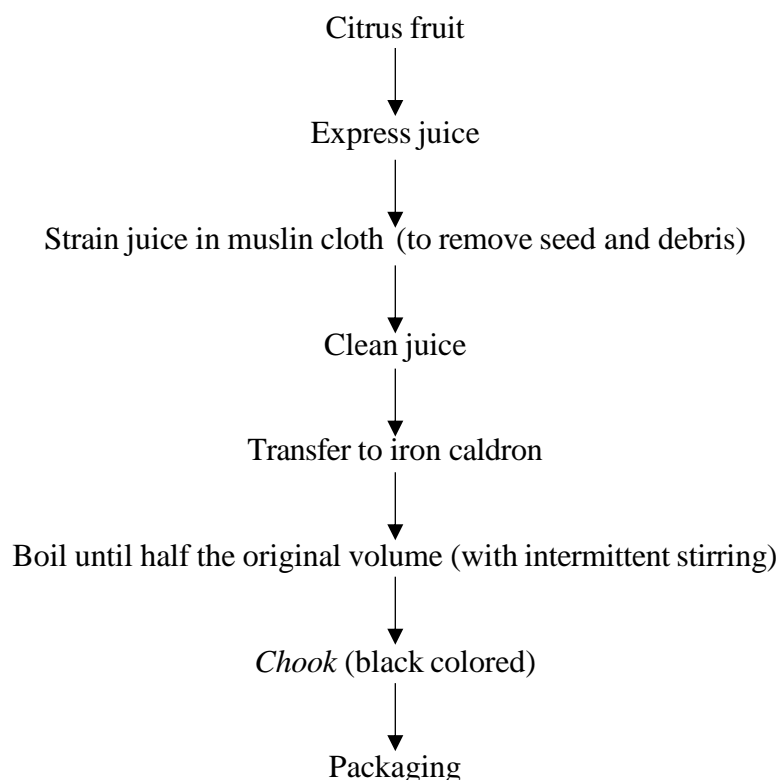 Citrus fruit
Express juice
Strain juice in muslin cloth (to remove seed and debris)
Clean juice
Transfer to iron caldron
Boil until half the original volume (with intermittent stirring)
Chook (black colored)
Packaging